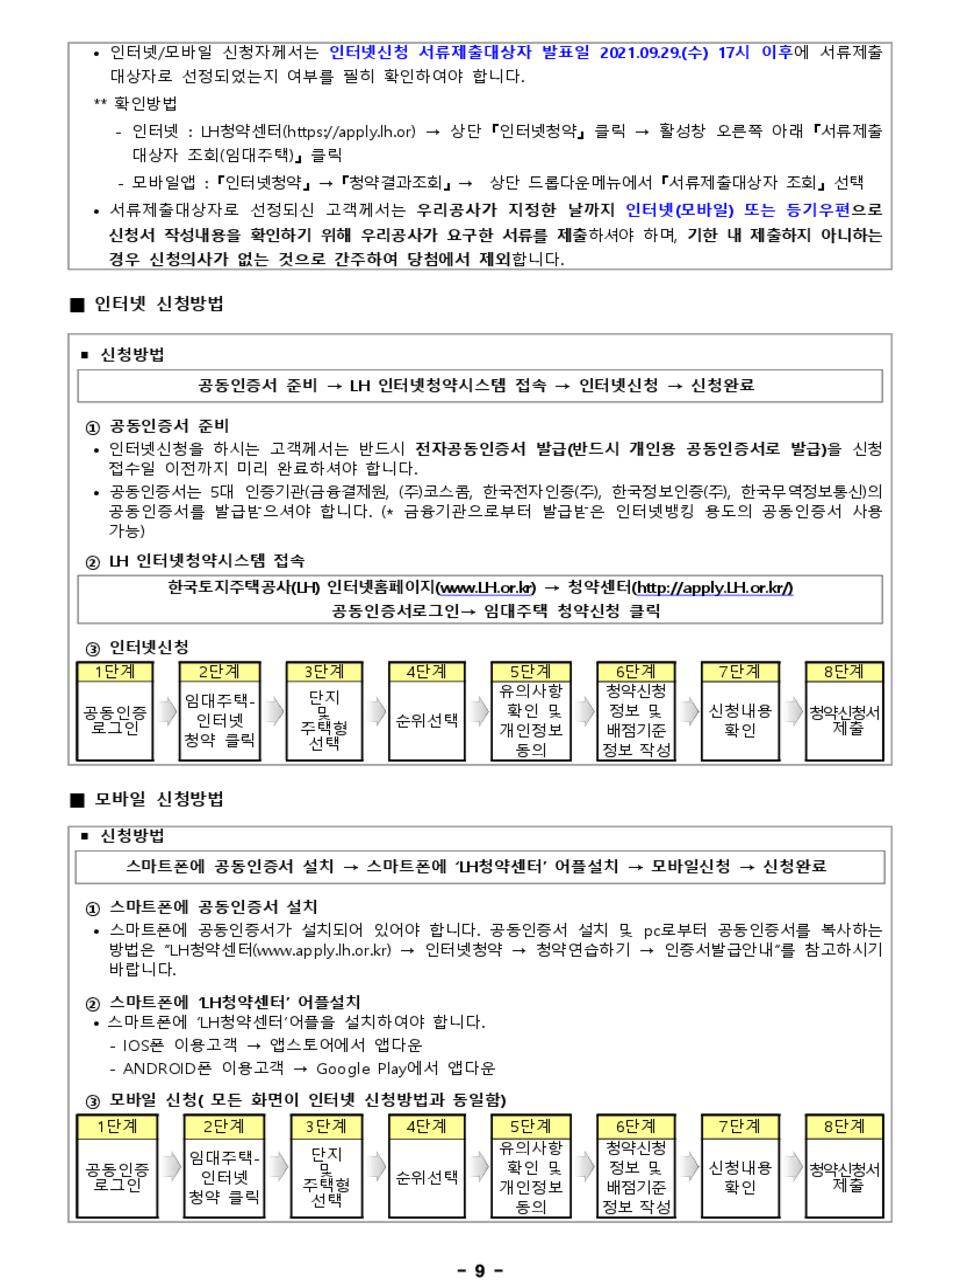 • 인터넷/모바일 신청자께서는 인터넷신청 서류제출대상자 발표일 2021.09.29.(수) 17시 이후에 서류제출
대상자로 선정되었는지 여부를 필히 확인하여야 합니다.
** 확인방법
- 인터넷 : LH청약센터(https://apply.lh.or) → 상단『인터넷청약』클릭 → 활성창 오른쪽 아래『서류제출
대상자 조회(임대주택)』클릭
- 모바일앱 :『인터넷청약』→『청약결과조회』→ 상단 드롭다운메뉴에서『서류제출대상자 조회』선택
• 서류제출대상자로 선정되신 고객께서는 우리공사가 지정한 날까지 인터넷(모바일) 또는 등기우편으로
신청서 작성내용을 확인하기 위해 우리공사가 요구한 서류를 제출하셔야 하며, 기한 내 제출하지 아니하는
경우 신청의사가 없는 것으로 간주하여 당첨에서 제외합니다.
■ 인터넷 신청방법
▪ 신청방법
공동인증서 준비 → LH 인터넷청약시스템 접속 → 인터넷신청 → 신청완료
① 공동인증서 준비
• 인터넷신청을 하시는 고객께서는 반드시 전자공동인증서 발급(반드시 개인용 공동인증서로 발급)을 신청
접수일 이전까지 미리 완료하셔야 합니다.
• 공동인증서는 5대 인증기관(금융결제원, (주)코스콤, 한국전자인증(주), 한국정보인증(주), 한국무역정보통신)의
공동인증서를 발급받으셔야 합니다. (* 금융기관으로부터 발급받은 인터넷뱅킹 용도의 공동인증서 사용
가능)
② LH 인터넷청약시스템 접속
한국토지주택공사(LH) 인터넷홈페이지(www.LH.or.kr) → 청약센터(http://apply.LH.or.kr/)
공동인증서로그인→ 임대주택 청약신청 클릭
③ 인터넷신청
1단계 2단계 3단계 4단계 5단계 6단계 7단계 8단계
공동인증
로그인
임대주택-
인터넷
청약 클릭
단지
및
주택형
선택
순위선택
유의사항
확인 및
개인정보
동의
청약신청
정보 및
배점기준
정보 작성
신청내용
확인
청약신청서
제출
■ 모바일 신청방법
▪ 신청방법
스마트폰에 공동인증서 설치 → 스마트폰에 ‘LH청약센터’ 어플설치 → 모바일신청 → 신청완료
① 스마트폰에 공동인증서 설치
• 스마트폰에 공동인증서가 설치되어 있어야 합니다. 공동인증서 설치 및 pc로부터 공동인증서를 복사하는
방법은 “LH청약센터(www.apply.lh.or.kr) → 인터넷청약 → 청약연습하기 → 인증서발급안내”를 참고하시기
바랍니다.
② 스마트폰에 ‘LH청약센터’ 어플설치
• 스마트폰에 ‘LH청약센터’어플을 설치하여야 합니다.
- IOS폰 이용고객 → 앱스토어에서 앱다운
- ANDROID폰 이용고객 → Google Play에서 앱다운
③ 모바일 신청( 모든 화면이 인터넷 신청방법과 동일함)
1단계 2단계 3단계 4단계 5단계 6단계 7단계 8단계
공동인증
로그인
임대주택-
인터넷
청약 클릭
단지
및
주택형
선택
순위선택
유의사항
확인 및
개인정보
동의
청약신청
정보 및
배점기준
정보 작성
신청내용
확인
청약신청서
제출
- 9 -